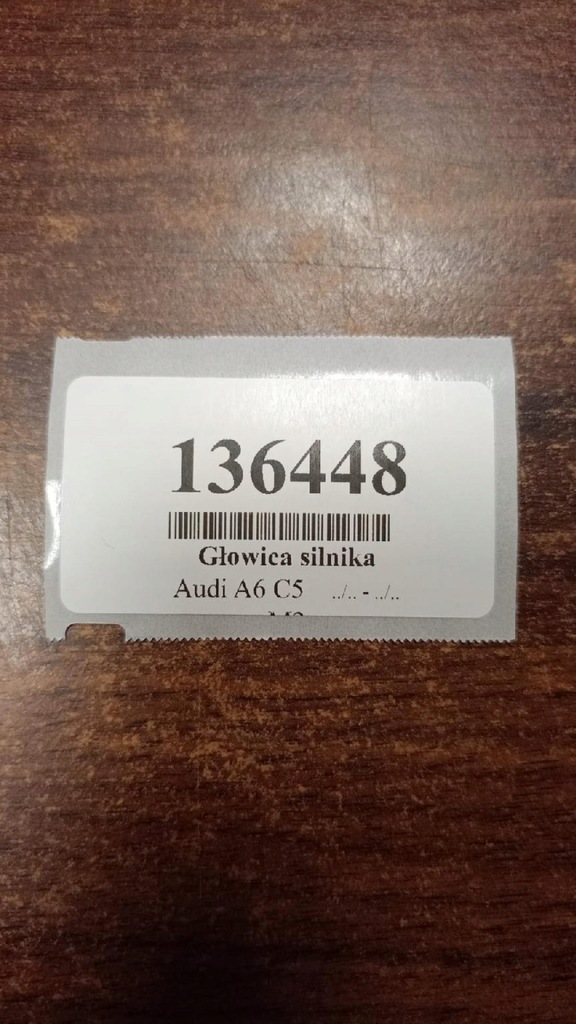 136448
Głowica silnika
Audi A6 C5 ../.. - ../..